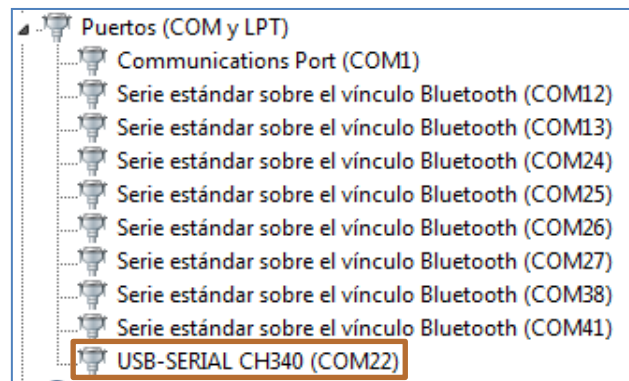 Puertos (COM y LPT)
Communications Port (COM1)
Serie estándar sobre el vínculo Bluetooth (COM12)
Serie estándar sobre el vínculo Bluetooth (COM13)
Serie estándar sobre el vínculo Bluetooth (COM24)
Serie estándar sobre el vínculo Bluetooth (COM25)
Serie estándar sobre el vínculo Bluetooth (COM26)
Serie estándar sobre el vínculo Bluetooth (COM27)
Serie estándar sobre el vínculo Bluetooth (COM38)
Serie estándar sobre el vínculo Bluetooth (COM41)
USB-SERIAL CH340 (COM22)